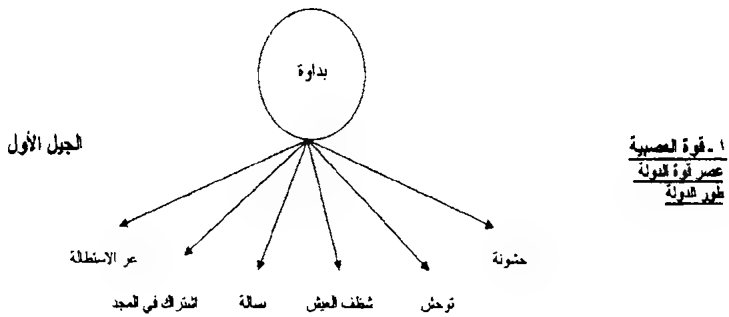 بداوة
١ - قوة العصبية
عصر قوة الدولة
طور الدولة
الجيل الأول
حشونة
توحش
شظف العيش
بسالة
اشتراك في المجد
عز الاستطالة